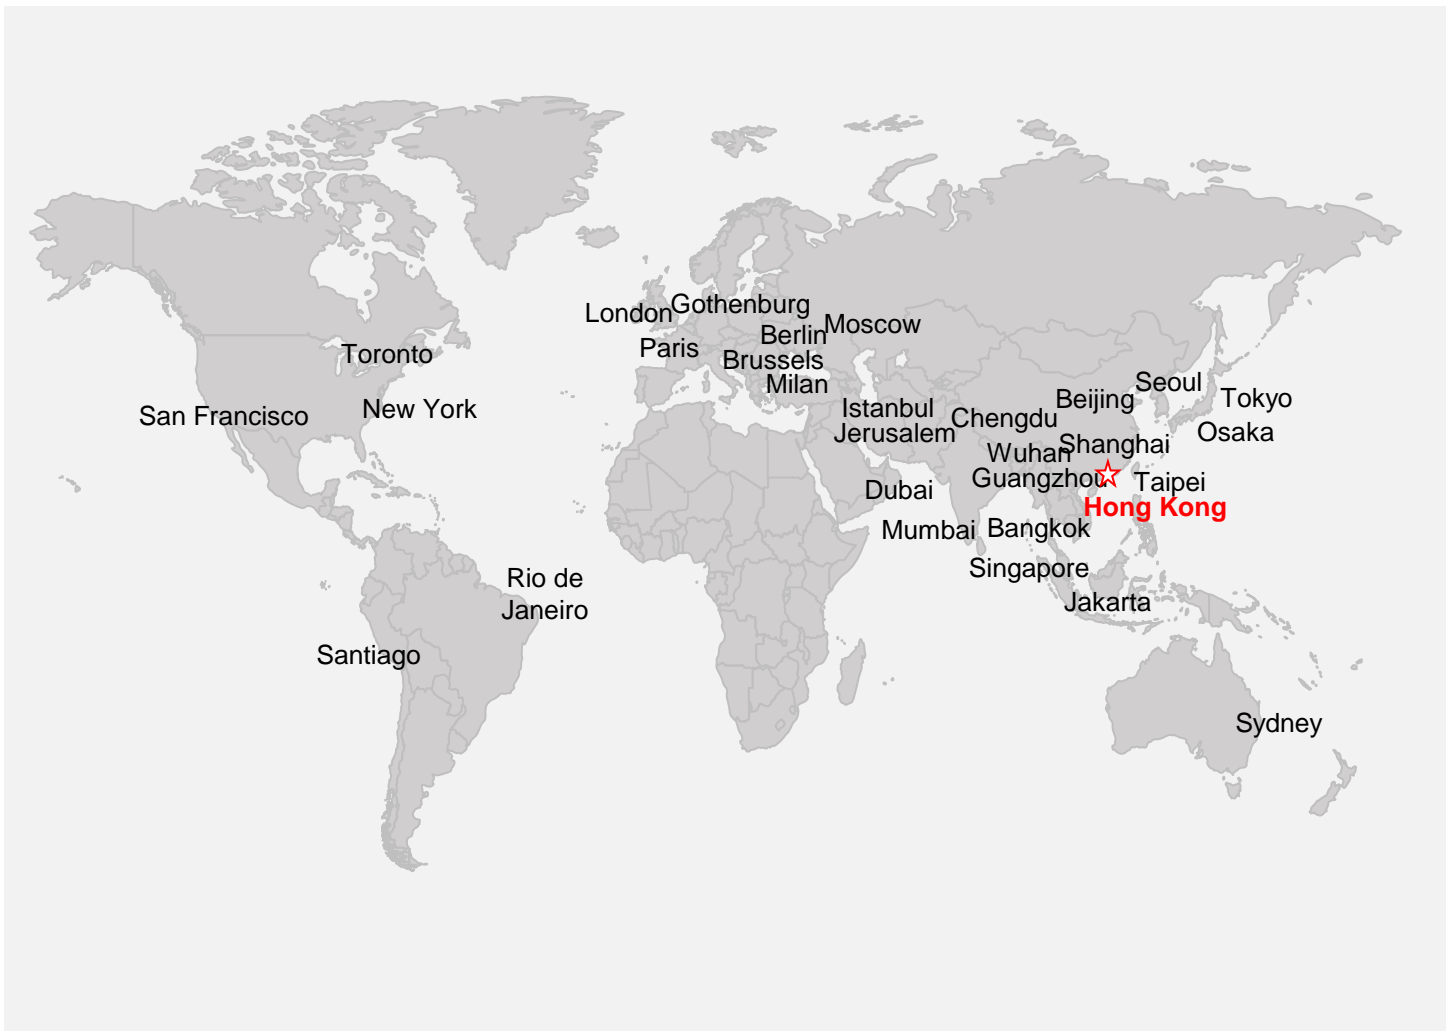 London
Gothenburg
Moscow
Berlin
Paris
Brussels
Milan
Toronto
San Francisco
New York
Istanbul
Jerusalem
Chengdu
Beijing
Seoul
Tokyo
Osaka
Shanghai
Wuhan
Guangzhou
Taipei
Hong Kong
Dubai
Mumbai
Bangkok
Singapore
Jakarta
Rio de
Janeiro
Santiago
Sydney